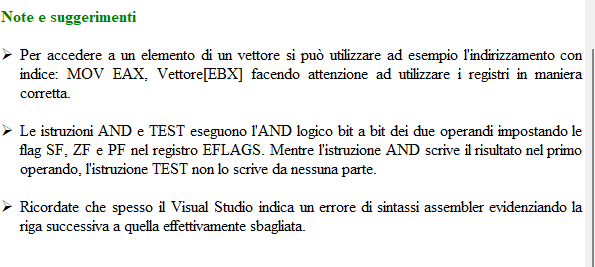 Note e suggerimenti
➢ Per accedere a un elemento di un vettore si può utilizzare ad esempio l'indirizzamento con
indice: MOV EAX, Vettore[EBX] facendo attenzione ad utilizzare i registri in maniera
corretta.
➢ Le istruzioni AND e TEST eseguono l'AND logico bit a bit dei due operandi impostando le
flag SF, ZF e PF nel registro EFLAGS. Mentre l'istruzione AND scrive il risultato nel primo
operando, l'istruzione TEST non lo scrive da nessuna parte.
➢ Ricordate che spesso il Visual Studio indica un errore di sintassi assembler evidenziando la
riga successiva a quella effettivamente sbagliata.